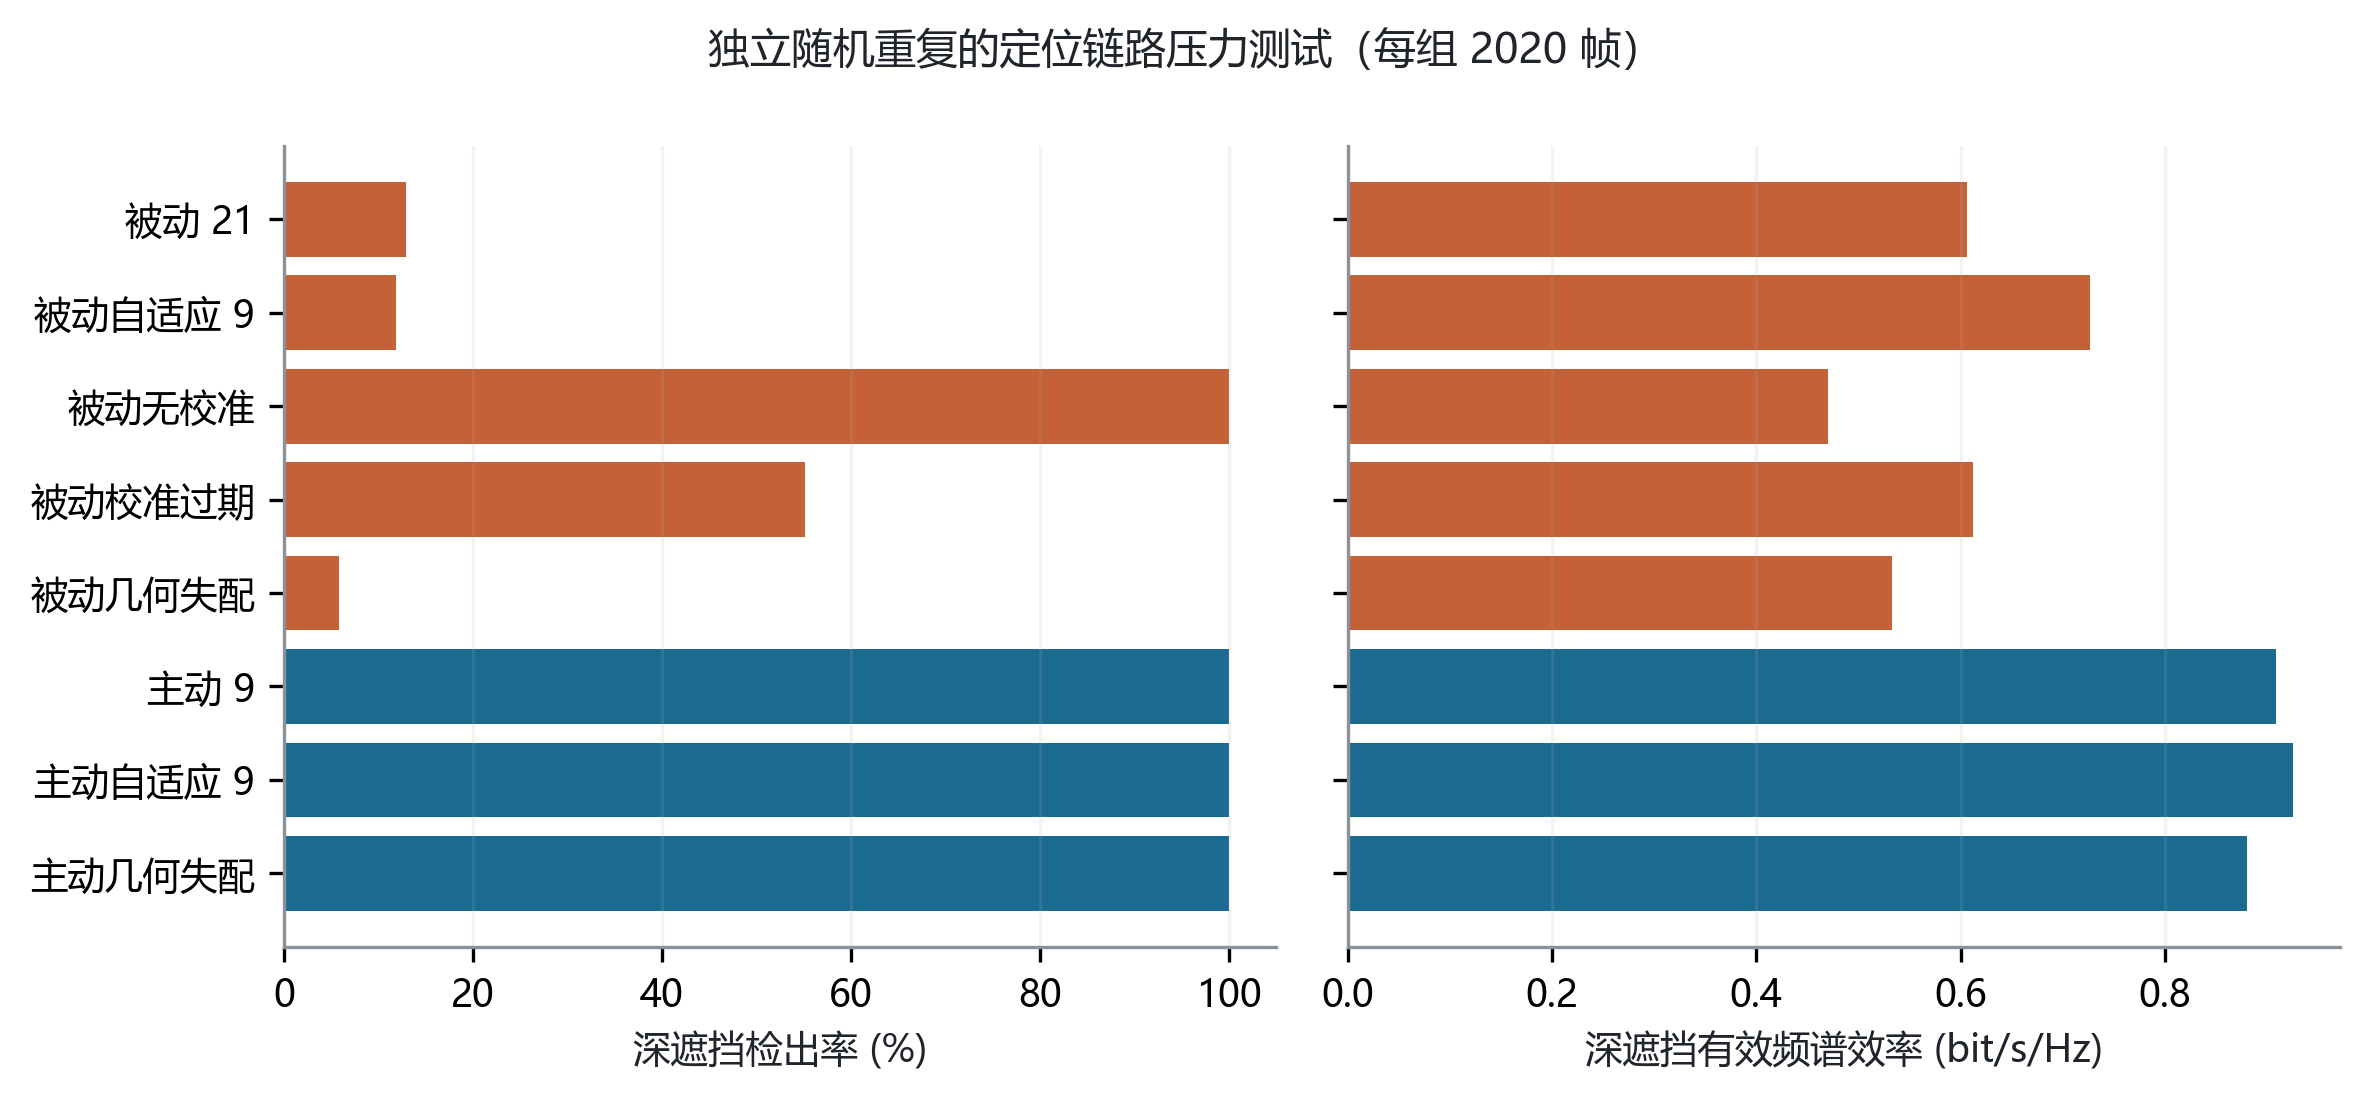 独立随机重复的定位链路压力测试（每组 2020 帧）
被动 21
被动自适应 9
被动无校准
被动校准过期
被动几何失配
主动 9
主动自适应 9
主动几何失配
0 20 40 60 80 100
深遮挡检出率 (%)
0.0 0.2 0.4 0.6 0.8
深遮挡有效频谱效率 (bit/s/Hz)